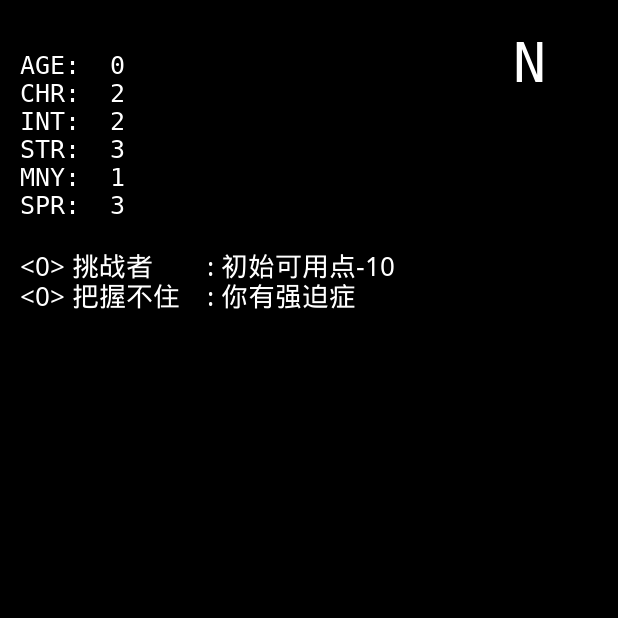 N
AGE: 0
CHR: 2
INT: 2
STR: 3
MNY: 1
SPR: 3
<0> 挑战者 : 初始可用点-10
<0> 把握不住 : 你有强迫症